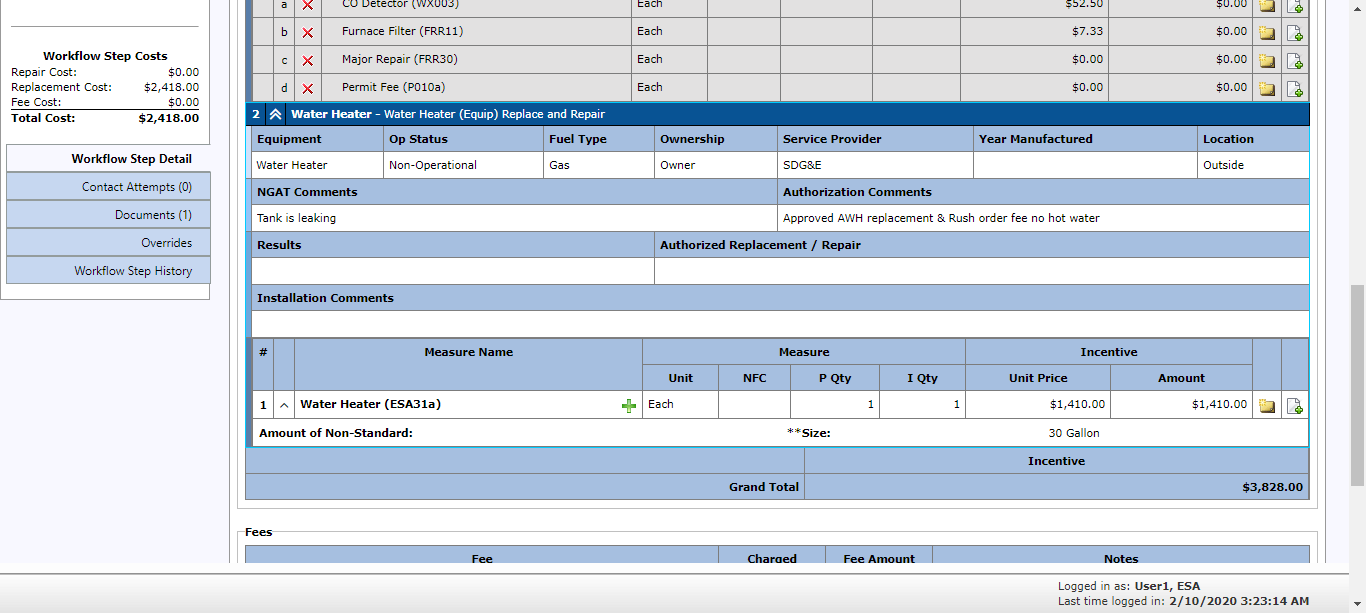 a CO Detector (WX003) Each $52.50 $0.00
b Furnace Filter (FRR11) Each $7.33 $0.00
c Major Repair (FRR30) Each $0.00 $0.00
d Permit Fee (P010a) Each $0.00 $0.00
Workflow Step Costs
Repair Cost: $0.00
Replacement Cost: $2,418.00
Fee Cost: $0.00
Total Cost: $2,418.00
Workflow Step Detail
Contact Attempts (0)
Documents (1)
Overrides
Workflow Step History
2 Water Heater - Water Heater (Equip) Replace and Repair
Equipment Op Status Fuel Type Ownership Service Provider Year Manufactured Location
Water Heater Non-Operational Gas Owner SDG&E Outside
NGAT Comments Authorization Comments
Tank is leaking Approved AWH replacement & Rush order fee no hot water
Results Authorized Replacement / Repair
Installation Comments
# Measure Name Measure Incentive
Unit NFC P Qty I Qty Unit Price Amount
1 Water Heater (ESA31a) Each 1 1 $1,410.00 $1,410.00
Amount of Non-Standard: **Size: 30 Gallon
Incentive
Grand Total $3,828.00
Fees
Fee Charged Fee Amount Notes
Logged in as: User1, ESA
Last time logged in: 2/10/2020 3:23:14 AM